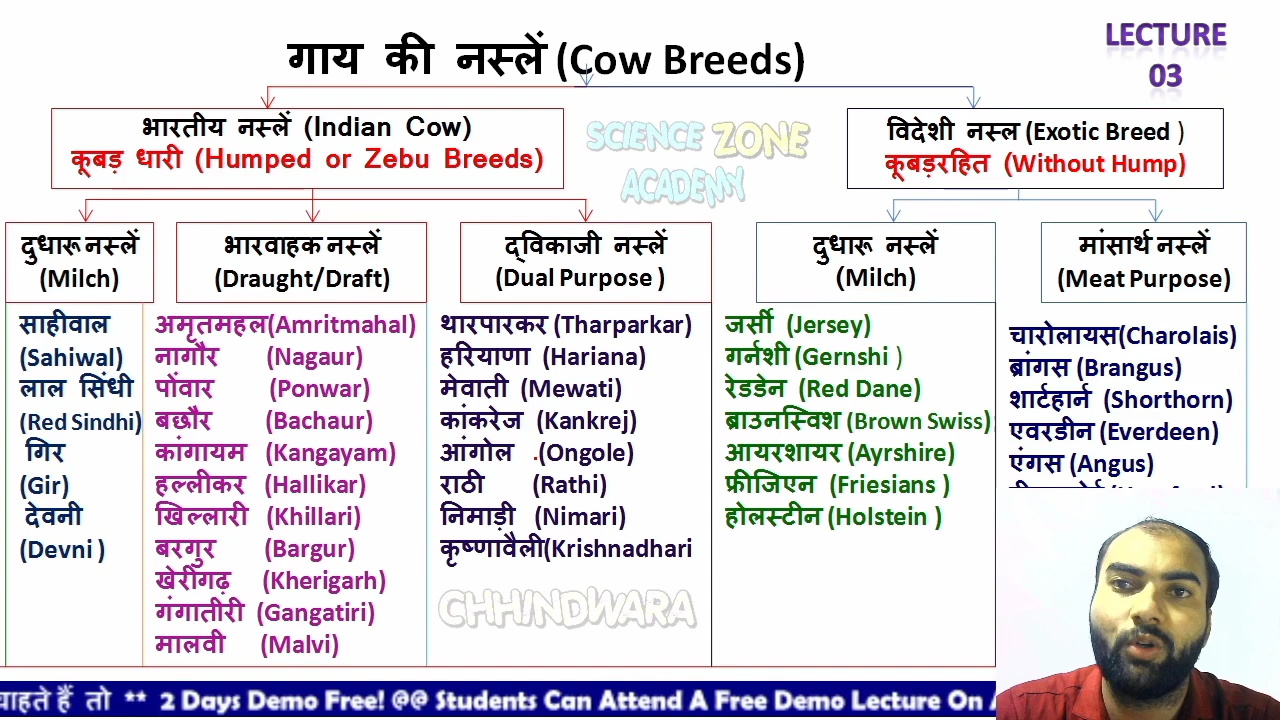 गाय की नस्लें (Cow Breeds)
LECTURE
03
भारतीय नस्लें (Indian Cow)
कूबड़ धारी (Humped or Zebu Breeds)
SCIENCE ZONE
ACADEMY
विदेशी नस्ल (Exotic Breed )
कूबड़रहित (Without Hump)
दुधारू नस्लें
(Milch)
भारवाहक नस्लें
(Draught/Draft)
द्विकाजी नस्लें
(Dual Purpose )
दुधारू नस्लें
(Milch)
मांसार्थ नस्लें
(Meat Purpose)
साहीवाल
(Sahiwal)
लाल सिंधी
(Red Sindhi)
गिर
(Gir)
देवनी
(Devni )
अमृतमहल(Amritmahal)
नागौर (Nagaur)
पोंवार (Ponwar)
बछौर (Bachaur)
कांगायम (Kangayam)
हल्लीकर (Hallikar)
खिल्लारी (Khillari)
बरगुर (Bargur)
खेरीगढ़ (Kherigarh)
गंगातीरी (Gangatiri)
मालवी (Malvi)
थारपारकर (Tharparkar)
हरियाणा (Hariana)
मेवाती (Mewati)
कांकरेज (Kankrej)
आंगोल .(Ongole)
राठी (Rathi)
निमाड़ी (Nimari)
कृष्णावैली(Krishnadhari
CHHINDWARA
जर्सी (Jersey)
गर्नशी (Gernshi )
रेडडेन (Red Dane)
ब्राउनस्विश (Brown Swiss)
आयरशायर (Ayrshire)
फ्रीजिएन (Friesians )
होलस्टीन (Holstein )
चारोलायस(Charolais)
ब्रांगस (Brangus)
शार्टहार्न (Shorthorn)
एवरडीन (Everdeen)
एंगस (Angus)
चाहते हैं तो ** 2 Days Demo Free! @@ Students Can Attend A Free Demo Lecture On